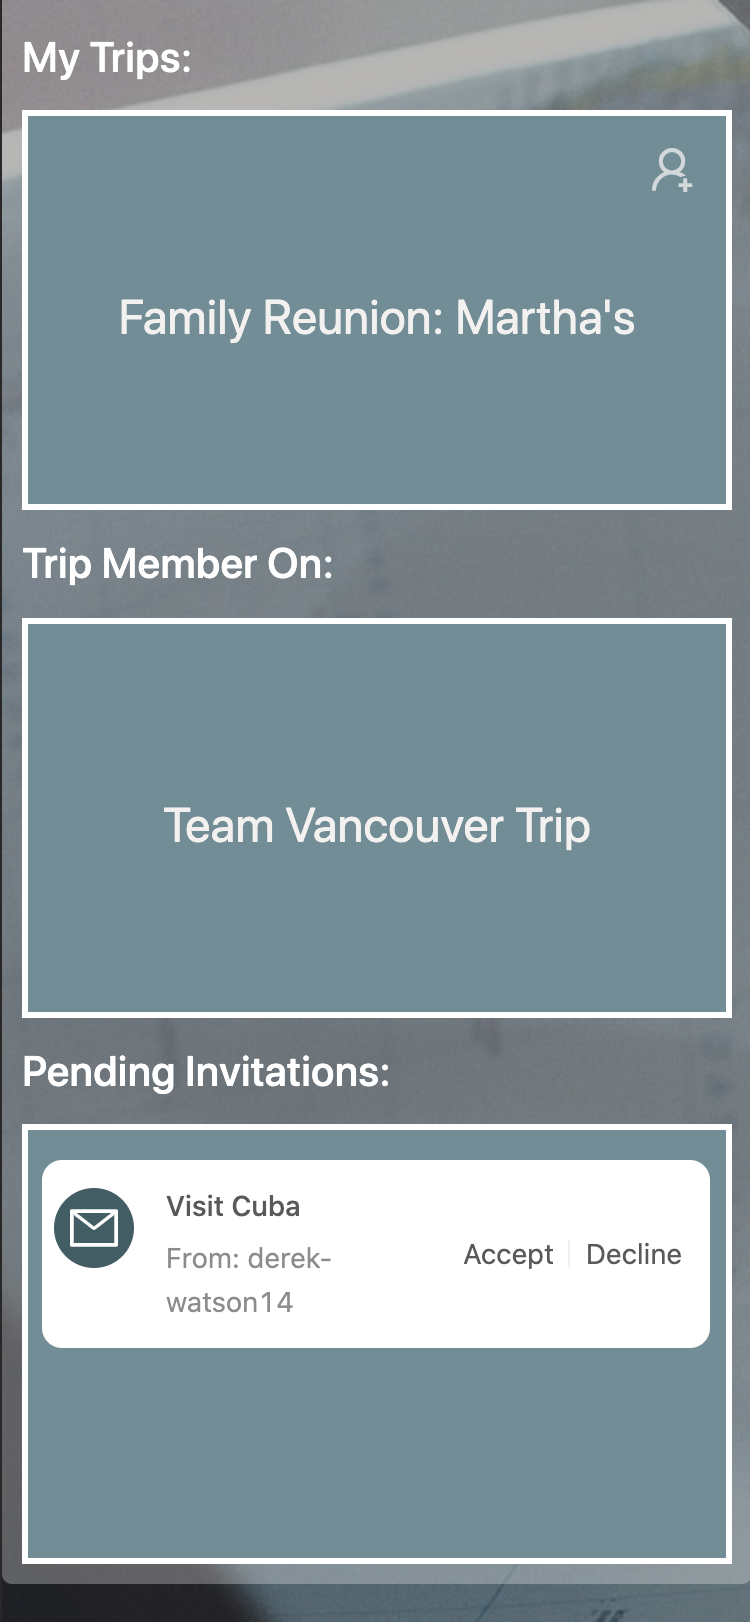 My Trips:
Family Reunion: Martha's
Trip Member On:
Team Vancouver Trip
Pending Invitations:
Visit Cuba
From: derek-
watson14
Accept
Decline